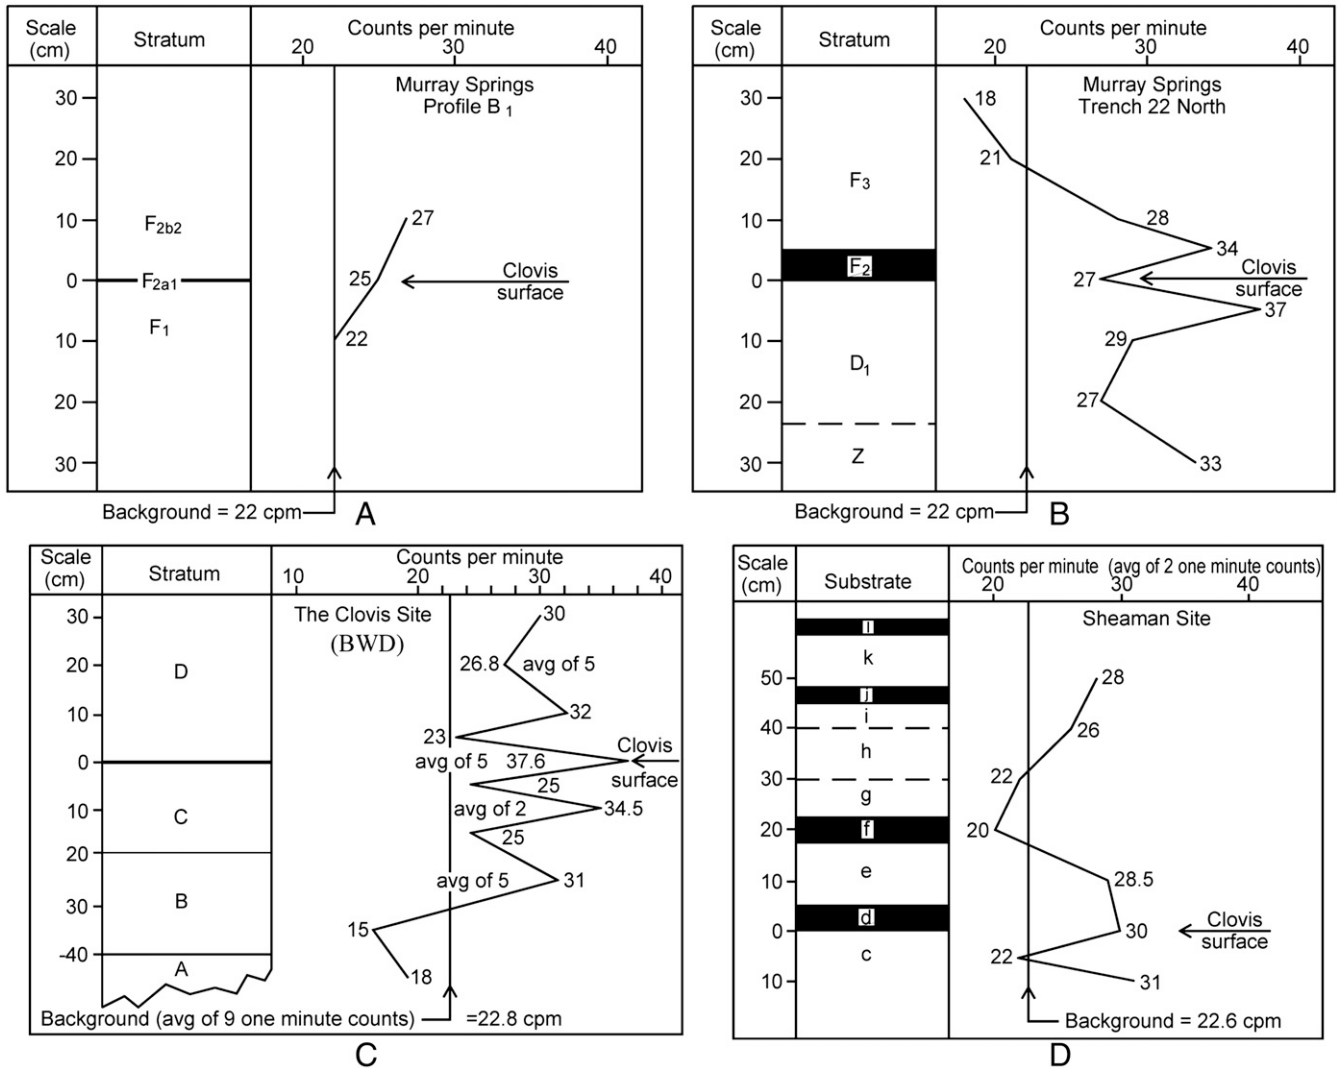 Scale
(cm)
Stratum
Counts per minute
20 30 40
Murray Springs
Profile B 1
30
20
10
0
10
20
30
F2b2
F2a1
F1
27
25
22
Clovis
surface
Background = 22 cpm
A
Scale
(cm)
Stratum
Counts per minute
20 30 40
Murray Springs
Trench 22 North
30
20
10
0
10
20
30
F3
F2
D1
Z
18
21
28
34
27
37
29
27
33
Clovis
surface
Background = 22 cpm
B
Scale
(cm)
Stratum
Counts per minute
10 20 30 40
The Clovis Site
(BWD)
30
20
10
0
10
20
30
-40
D
C
B
A
30
26.8 avg of 5
32
23
avg of 5 37.6
25
avg of 2 34.5
25
avg of 5 31
15
18
Clovis
surface
Background (avg of 9 one minute counts) =22.8 cpm
C
Scale
(cm)
Substrate
Counts per minute (avg of 2 one minute counts)
20 30 40
Sheaman Site
50
40
30
20
10
0
10
l
k
j
i
h
g
f
e
d
c
28
26
22
20
28.5
30
22
31
Clovis
surface
Background = 22.6 cpm
D